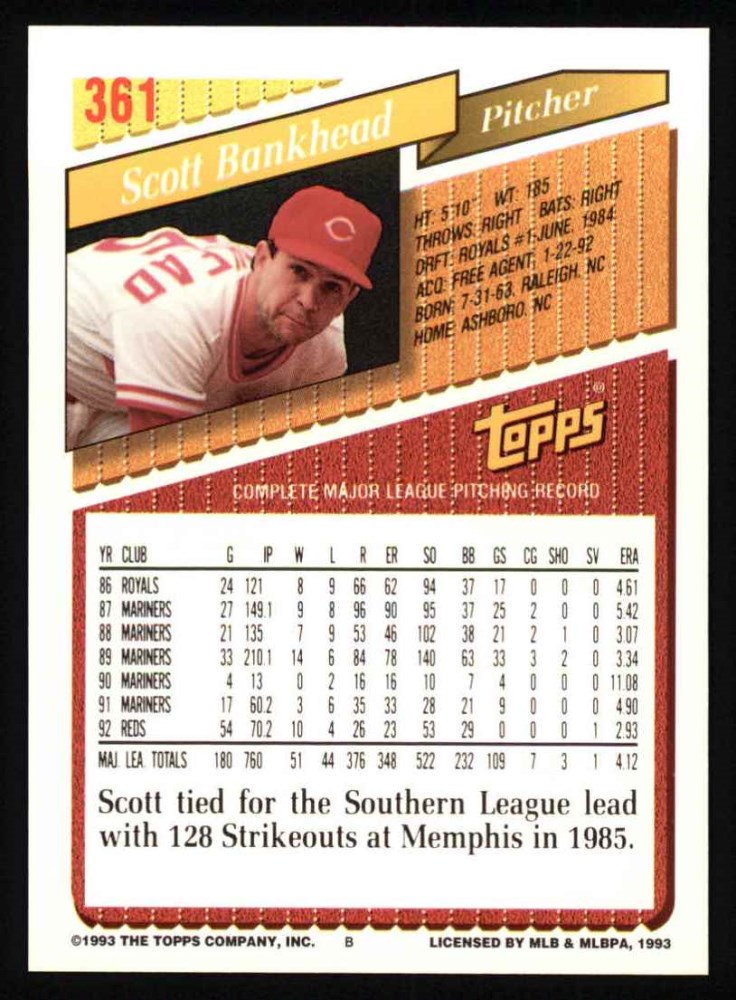 361
Scott Bankhead
Pitcher
HT: 5'10" WT: 185
THROWS: RIGHT BATS: RIGHT
DRFT: ROYALS #1-JUNE, 1984
ACQ: FREE AGENT, 1-22-92
BORN: 7-31-63, RALEIGH, NC
HOME: ASHBORO, NC
topps®
COMPLETE MAJOR LEAGUE PITCHING RECORD
YR CLUB G IP W L R ER SO BB GS CG SHO SV ERA
86 ROYALS 24 121 8 9 66 62 94 37 17 0 0 0 4.61
87 MARINERS 27 149.1 9 8 96 90 95 37 25 2 0 0 5.42
88 MARINERS 21 135 7 9 53 46 102 38 21 2 1 0 3.07
89 MARINERS 33 210.1 14 6 84 78 140 63 33 3 2 0 3.34
90 MARINERS 4 13 0 2 16 16 10 7 4 0 0 0 11.08
91 MARINERS 17 60.2 3 6 35 33 28 21 9 0 0 0 4.90
92 REDS 54 70.2 10 4 26 23 53 29 0 0 0 1 2.93
MAJ. LEA. TOTALS 180 760 51 44 376 348 522 232 109 7 3 1 4.12
Scott tied for the Southern League lead
with 128 Strikeouts at Memphis in 1985.
©1993 THE TOPPS COMPANY, INC. B LICENSED BY MLB & MLBPA, 1993